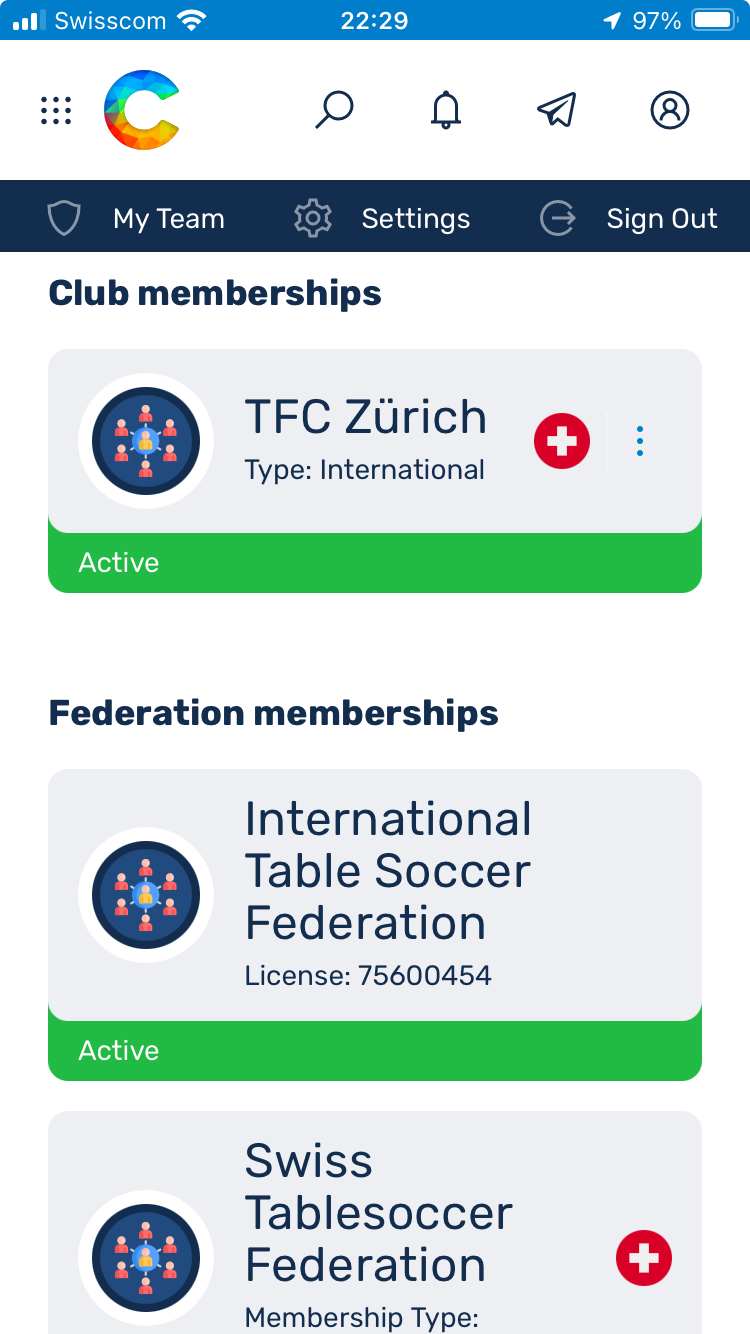 Swisscom 22:29 97%
My Team Settings Sign Out
Club memberships
TFC Zürich
Type: International
Active
Federation memberships
International
Table Soccer
Federation
License: 75600454
Active
Swiss
Tablesoccer
Federation
Membership Type: